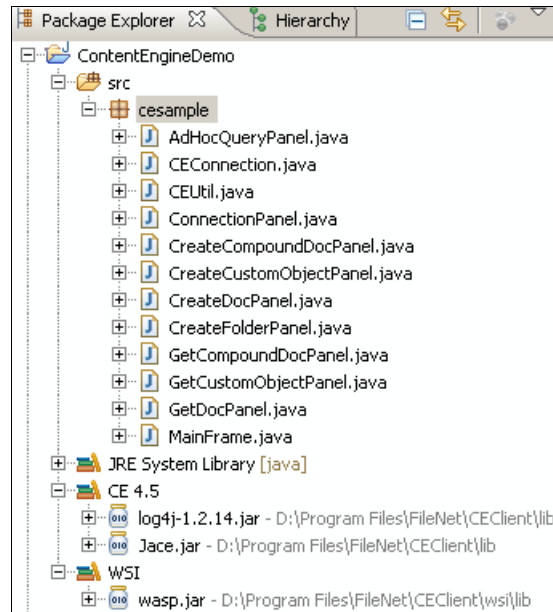 Package Explorer Hierarchy
ContentEngineDemo
src
cesample
AdHocQueryPanel.java
CEConnection.java
CEUtil.java
ConnectionPanel.java
CreateCompoundDocPanel.java
CreateCustomObjectPanel.java
CreateDocPanel.java
CreateFolderPanel.java
GetCompoundDocPanel.java
GetCustomObjectPanel.java
GetDocPanel.java
MainFrame.java
JRE System Library [java]
CE 4.5
log4j-1.2.14.jar - D:\Program Files\FileNet\CEClient\lib
Jace.jar - D:\Program Files\FileNet\CEClient\lib
WSI
wasp.jar - D:\Program Files\FileNet\CEClient\wsi\lib